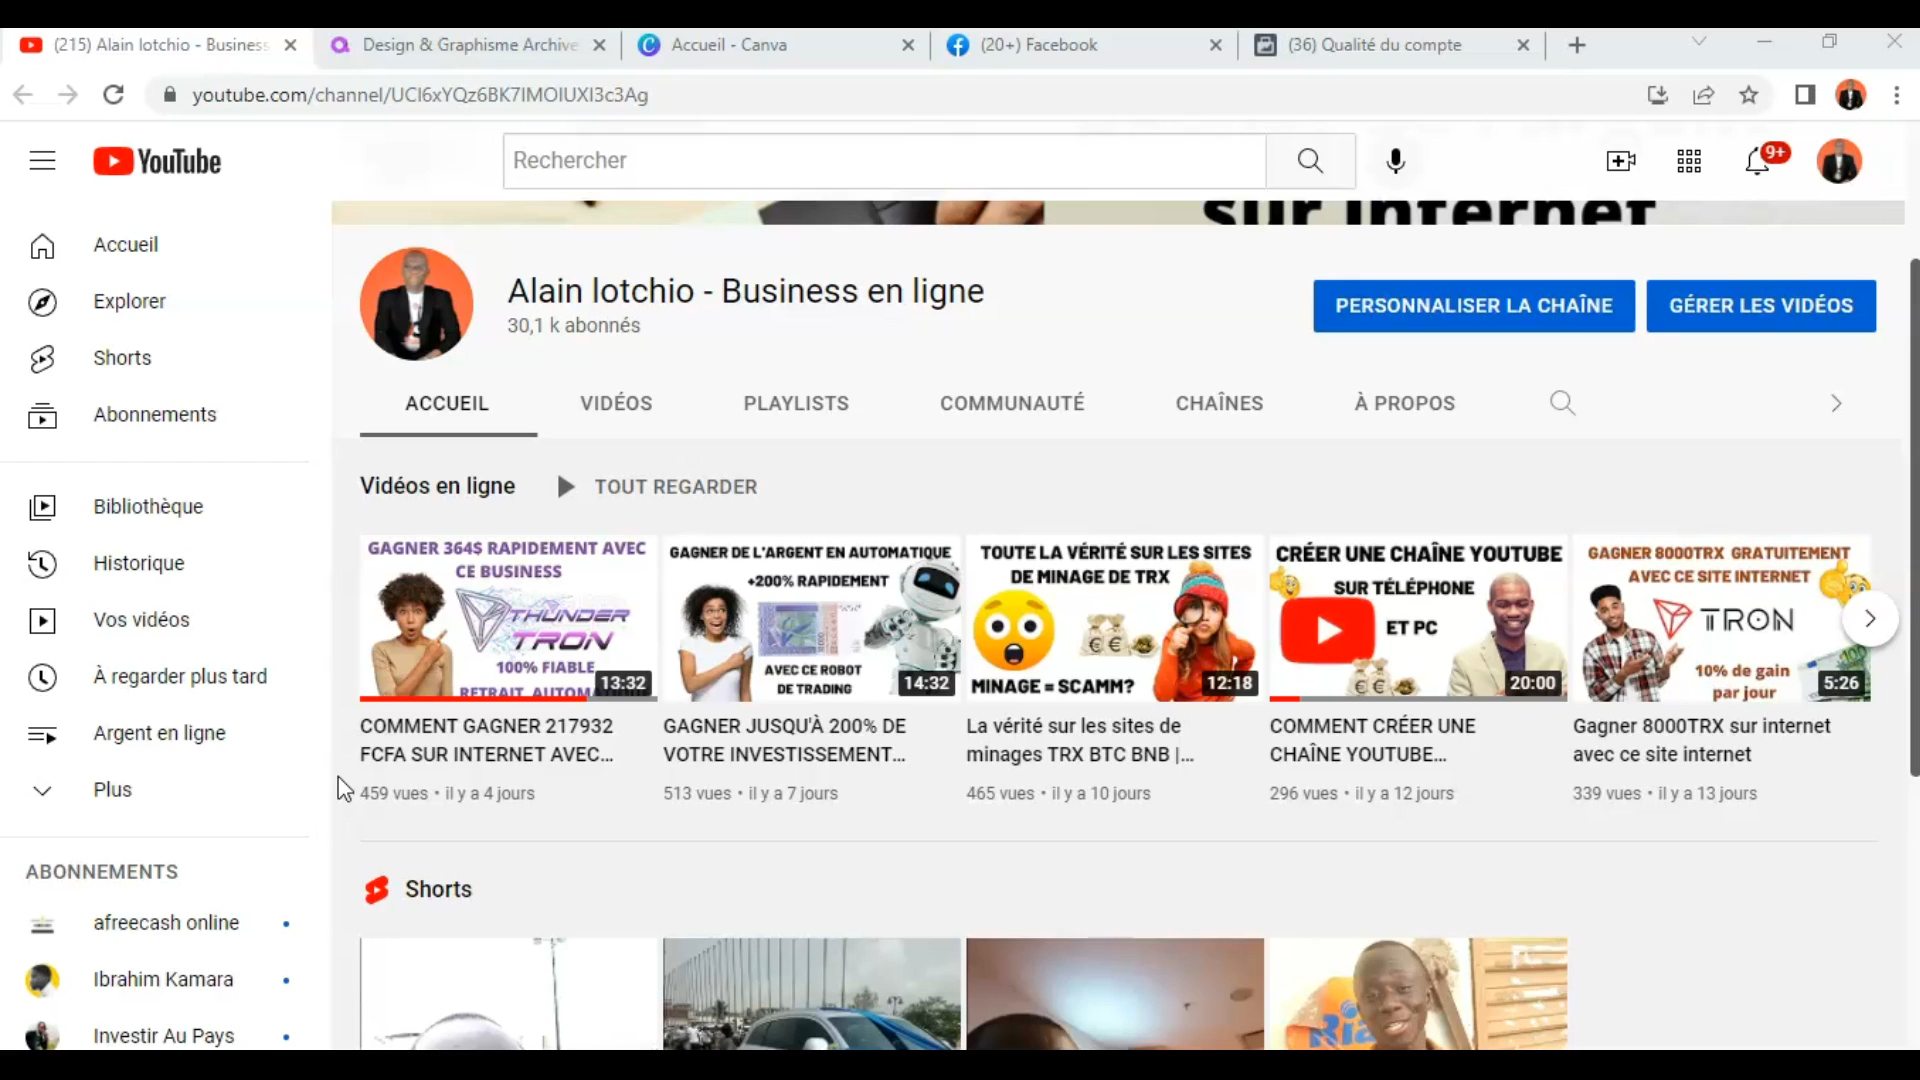 (215) Alain lotchio - Business
Design & Graphisme Archive
Accueil - Canva
(20+) Facebook
(36) Qualité du compte
youtube.com/channel/UCI6xYQz6BK7IMOIUXI3c3Ag
YouTube
Rechercher
9+
sur internet
Accueil
Explorer
Shorts
Abonnements
Bibliothèque
Historique
Vos vidéos
À regarder plus tard
Argent en ligne
Plus
ABONNEMENTS
afreecash online
Ibrahim Kamara
Investir Au Pays
Alain lotchio - Business en ligne
30,1 k abonnés
PERSONNALISER LA CHAÎNE
GÉRER LES VIDÉOS
ACCUEIL
VIDÉOS
PLAYLISTS
COMMUNAUTÉ
CHAÎNES
À PROPOS
Vidéos en ligne
TOUT REGARDER
GAGNER 364$ RAPIDEMENT AVEC
CE BUSINESS
THUNDER
TRON
100% FIABLE
RETRAIT AUTOMA
13:32
COMMENT GAGNER 217932
FCFA SUR INTERNET AVEC...
459 vues • il y a 4 jours
GAGNER DE L'ARGENT EN AUTOMATIQUE
+200% RAPIDEMENT
AVEC CE ROBOT
DE TRADING
14:32
GAGNER JUSQU'À 200% DE
VOTRE INVESTISSEMENT...
513 vues • il y a 7 jours
TOUTE LA VÉRITÉ SUR LES SITES
DE MINAGE DE TRX
MINAGE = SCAMM?
12:18
La vérité sur les sites de
minages TRX BTC BNB |...
465 vues • il y a 10 jours
CRÉER UNE CHAÎNE YOUTUBE
SUR TÉLÉPHONE
ET PC
20:00
COMMENT CRÉER UNE
CHAÎNE YOUTUBE...
296 vues • il y a 12 jours
GAGNER 8000TRX GRATUITEMENT
AVEC CE SITE INTERNET
TRON
10% de gain
par jour
5:26
Gagner 8000TRX sur internet
avec ce site internet
339 vues • il y a 13 jours
Shorts
Ria